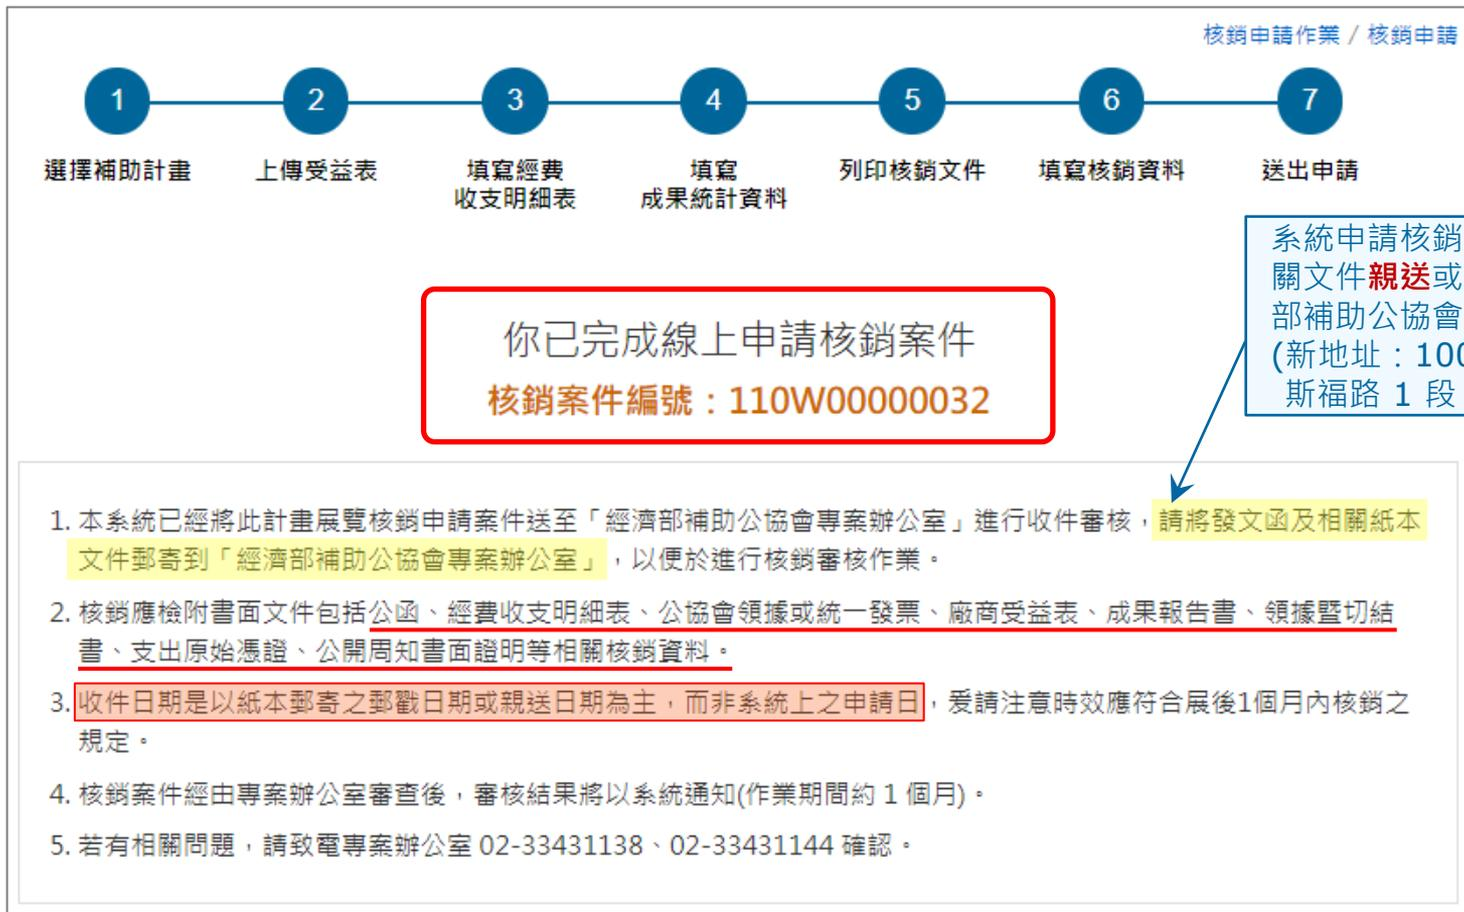 核銷申請作業 / 核銷申請
1
2
3
4
5
6
7
選擇補助計畫
上傳受益表
填寫經費
收支明細表
填寫
成果統計資料
列印核銷文件
填寫核銷資料
送出申請
系統申請核銷
關文件親送或
部補助公協會
(新地址：100
斯福路 1 段
你已完成線上申請核銷案件
核銷案件編號：110W00000032
1. 本系統已經將此計畫展覽核銷申請案件送至「經濟部補助公協會專案辦公室」進行收件審核，請將發文函及相關紙本
文件郵寄到「經濟部補助公協會專案辦公室」，以便於進行核銷審核作業。
2. 核銷應檢附書面文件包括公函、經費收支明細表、公協會領據或統一發票、廠商受益表、成果報告書、領據暨切結
書、支出原始憑證、公開周知書面證明等相關核銷資料。
3. 收件日期是以紙本郵寄之郵戳日期或親送日期為主，而非系統上之申請日，爰請注意時效應符合展後1個月內核銷之
規定。
4. 核銷案件經由專案辦公室審查後，審核結果將以系統通知(作業期間約 1 個月)。
5. 若有相關問題，請致電專案辦公室 02-33431138、02-33431144 確認。